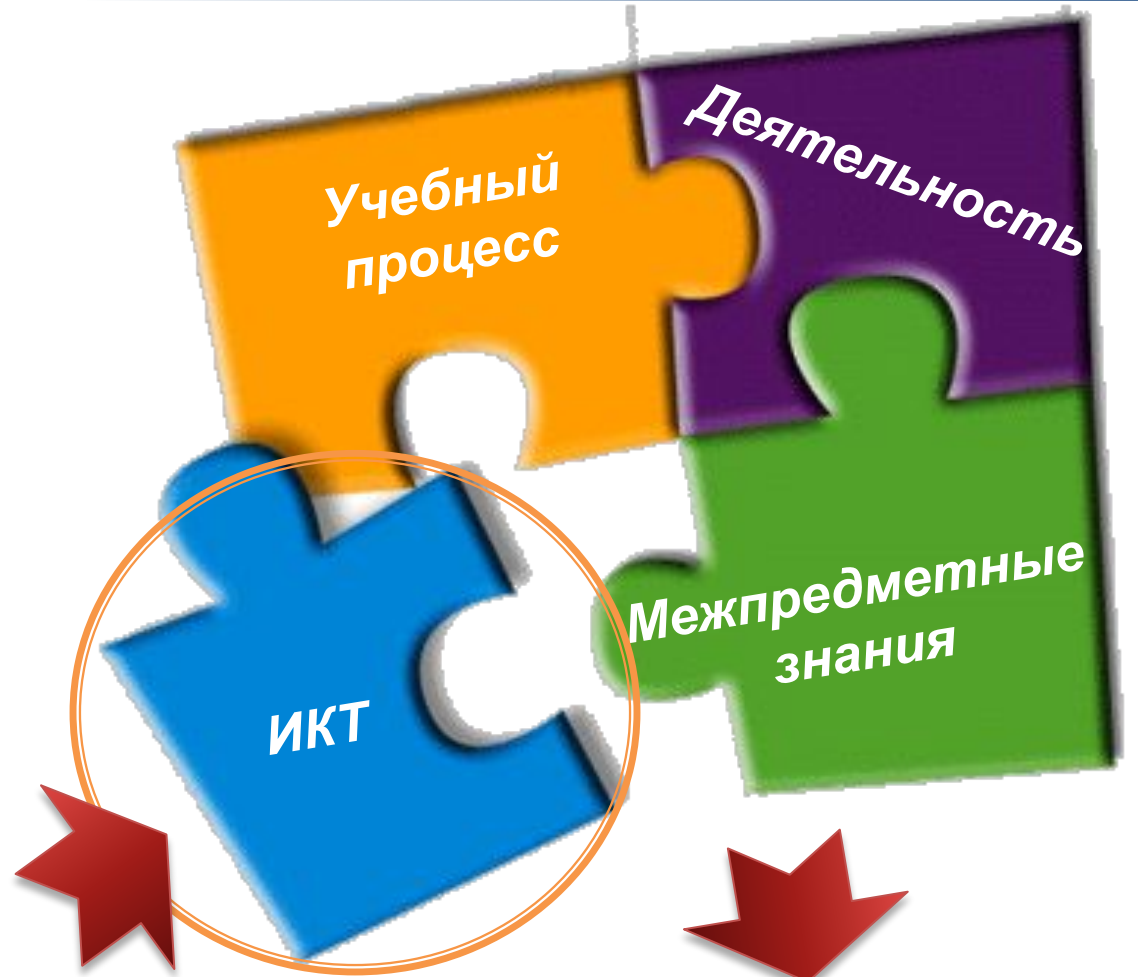 Учебный
процесс
Деятельность
Межпредметные
знания
ИКТ